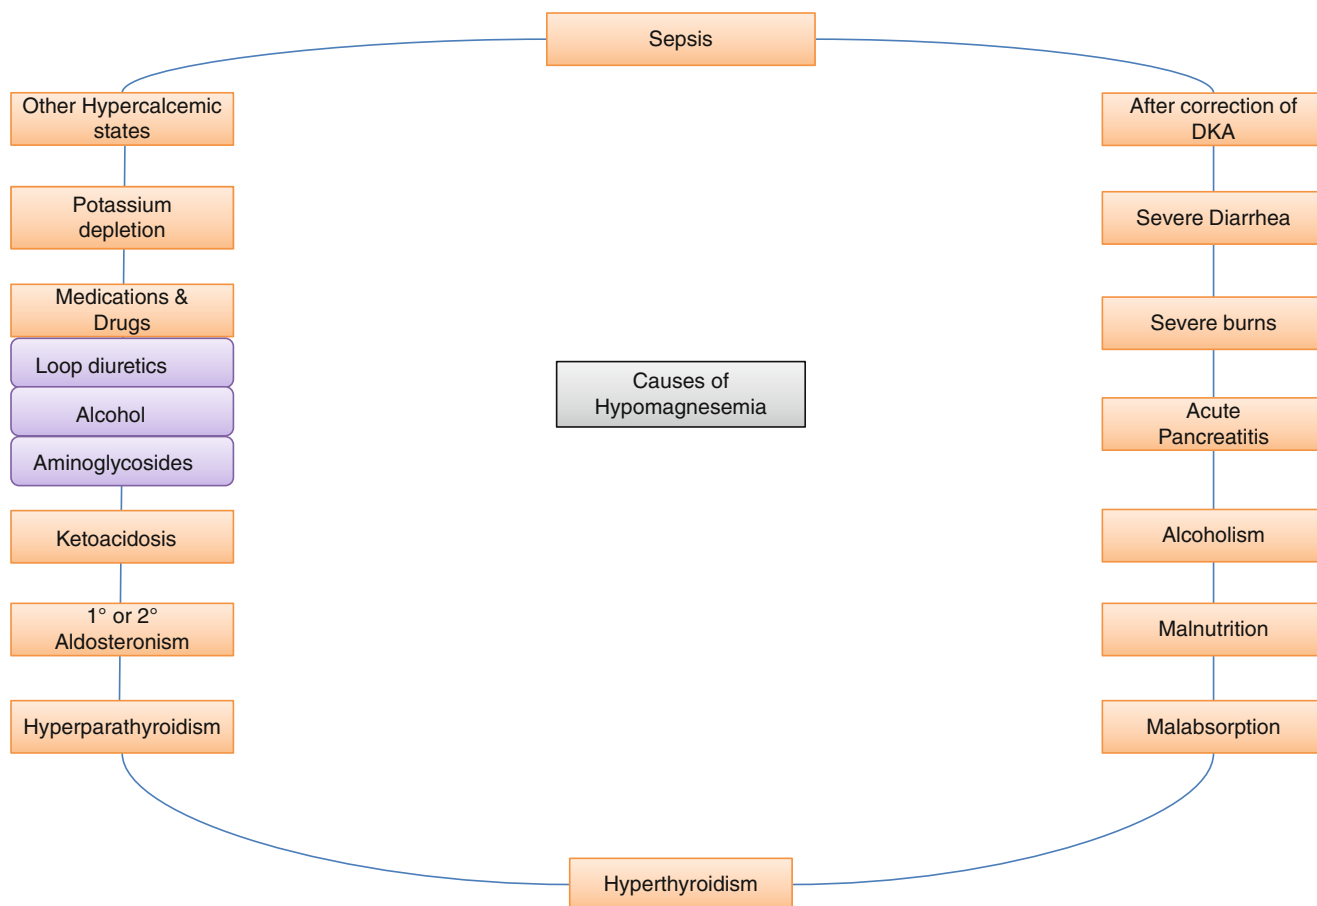 Sepsis
Other Hypercalcemic
states
Potassium
depletion
Medications &
Drugs
Loop diuretics
Alcohol
Aminoglycosides
Ketoacidosis
1° or 2°
Aldosteronism
Hyperparathyroidism
Causes of
Hypomagnesemia
After correction of
DKA
Severe Diarrhea
Severe burns
Acute
Pancreatitis
Alcoholism
Malnutrition
Malabsorption
Hyperthyroidism